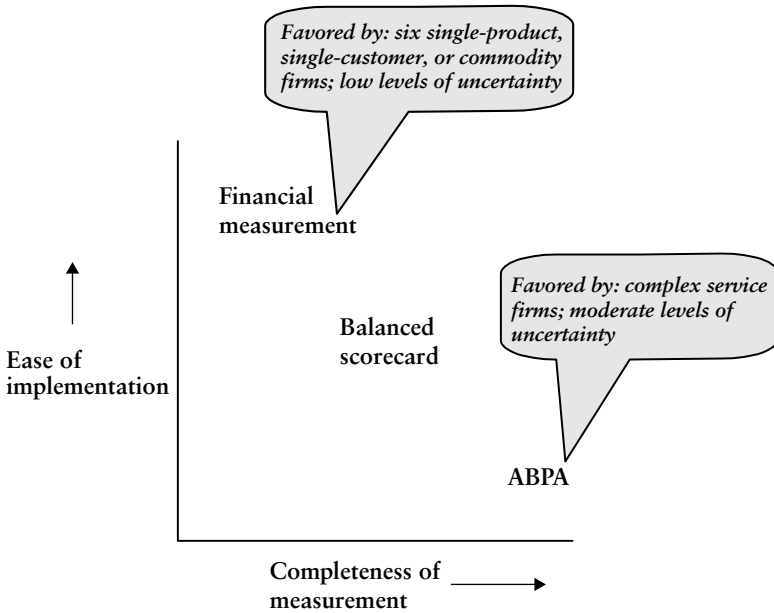 Favored by: six single-product,
single-customer, or commodity
firms; low levels of uncertainty
Financial
measurement
Favored by: complex service
firms; moderate levels of
uncertainty
Balanced
scorecard
Ease of
implementation
ABPA
Completeness of
measurement